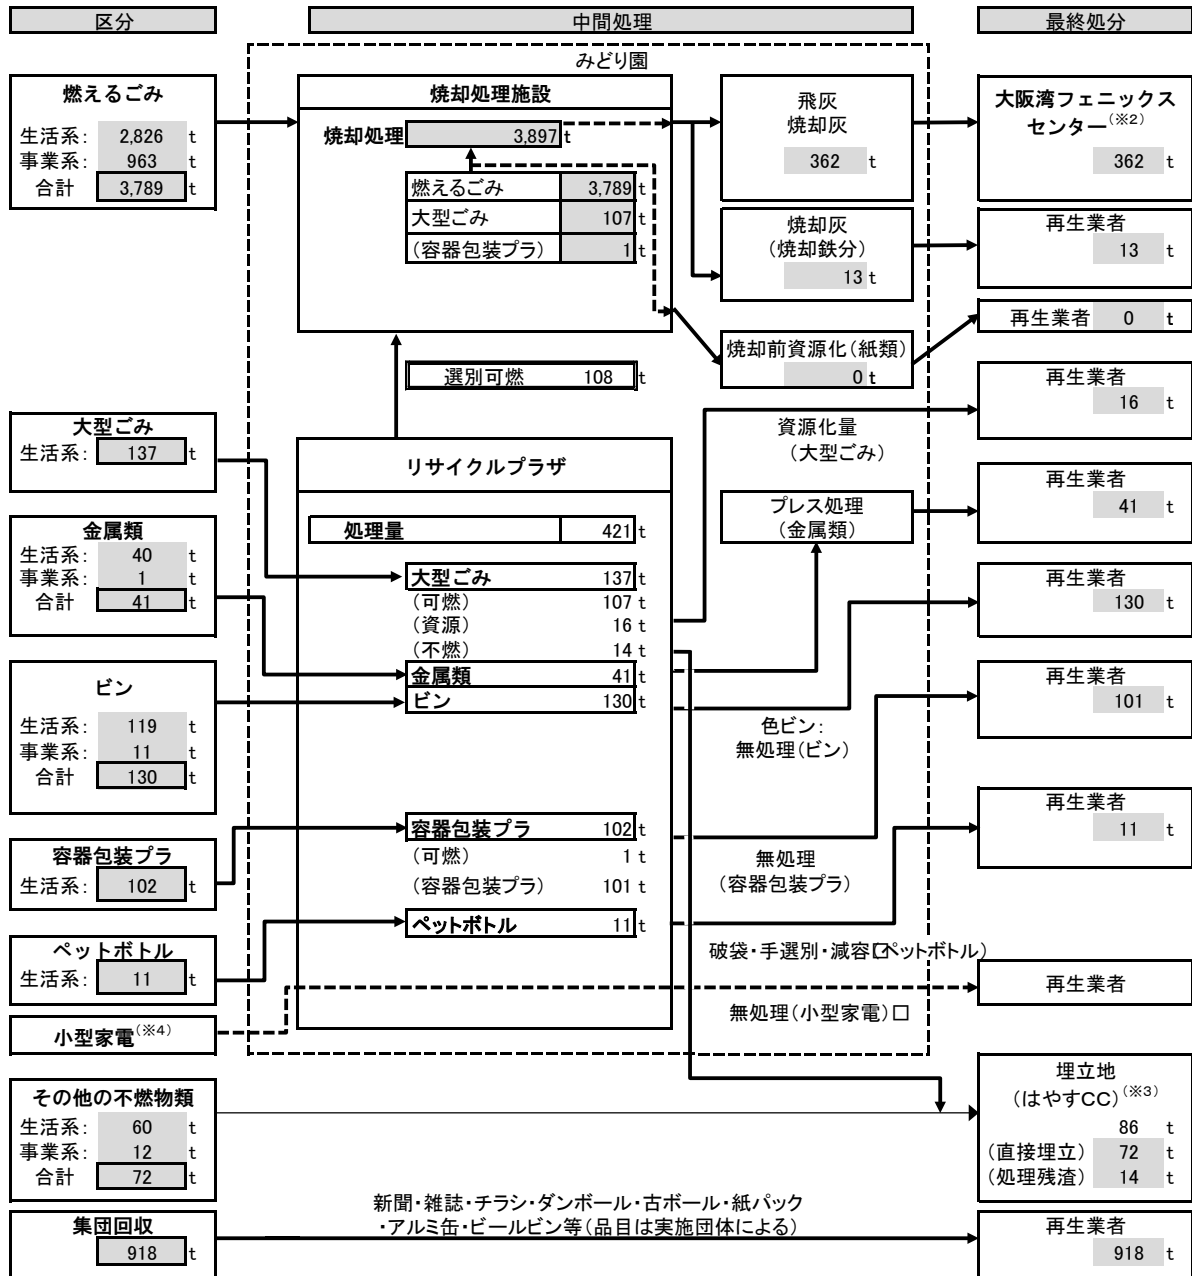 区分
中間処理
最終処分
みどり園
燃えるごみ
生活系: 2,826 t
事業系: 963 t
合計 3,789 t
焼却処理施設
焼却処理 3,897 t
燃えるごみ 3,789 t
大型ごみ 107 t
(容器包装プラ) 1 t
飛灰
焼却灰
362 t
大阪湾フェニックス
センター(※2)
362 t
焼却灰
(焼却鉄分)
13 t
再生業者
13 t
焼却前資源化(紙類)
0 t
再生業者 0 t
選別可燃 108 t
大型ごみ
生活系: 137 t
リサイクルプラザ
処理量 421 t
大型ごみ 137 t
(可燃) 107 t
(資源) 16 t
(不燃) 14 t
金属類 41 t
ビン 130 t
資源化量
(大型ごみ)
再生業者
16 t
金属類
生活系: 40 t
事業系: 1 t
合計 41 t
プレス処理
(金属類)
再生業者
41 t
ビン
生活系: 119 t
事業系: 11 t
合計 130 t
色ビン:
無処理(ビン)
再生業者
130 t
容器包装プラ
生活系: 102 t
容器包装プラ 102 t
(可燃) 1 t
(容器包装プラ) 101 t
無処理
(容器包装プラ)
再生業者
101 t
ペットボトル
生活系: 11 t
ペットボトル 11 t
破袋・手選別・減容□(ペットボトル)
再生業者
11 t
小型家電(※4)
無処理(小型家電)□
再生業者
その他の不燃物類
生活系: 60 t
事業系: 12 t
合計 72 t
埋立地
(はやすCC)(※3)
86 t
(直接埋立) 72 t
(処理残渣) 14 t
集団回収
918 t
新聞・雑誌・チラシ・ダンボール・古ボール・紙パック
・アルミ缶・ビールビン等(品目は実施団体による)
再生業者
918 t